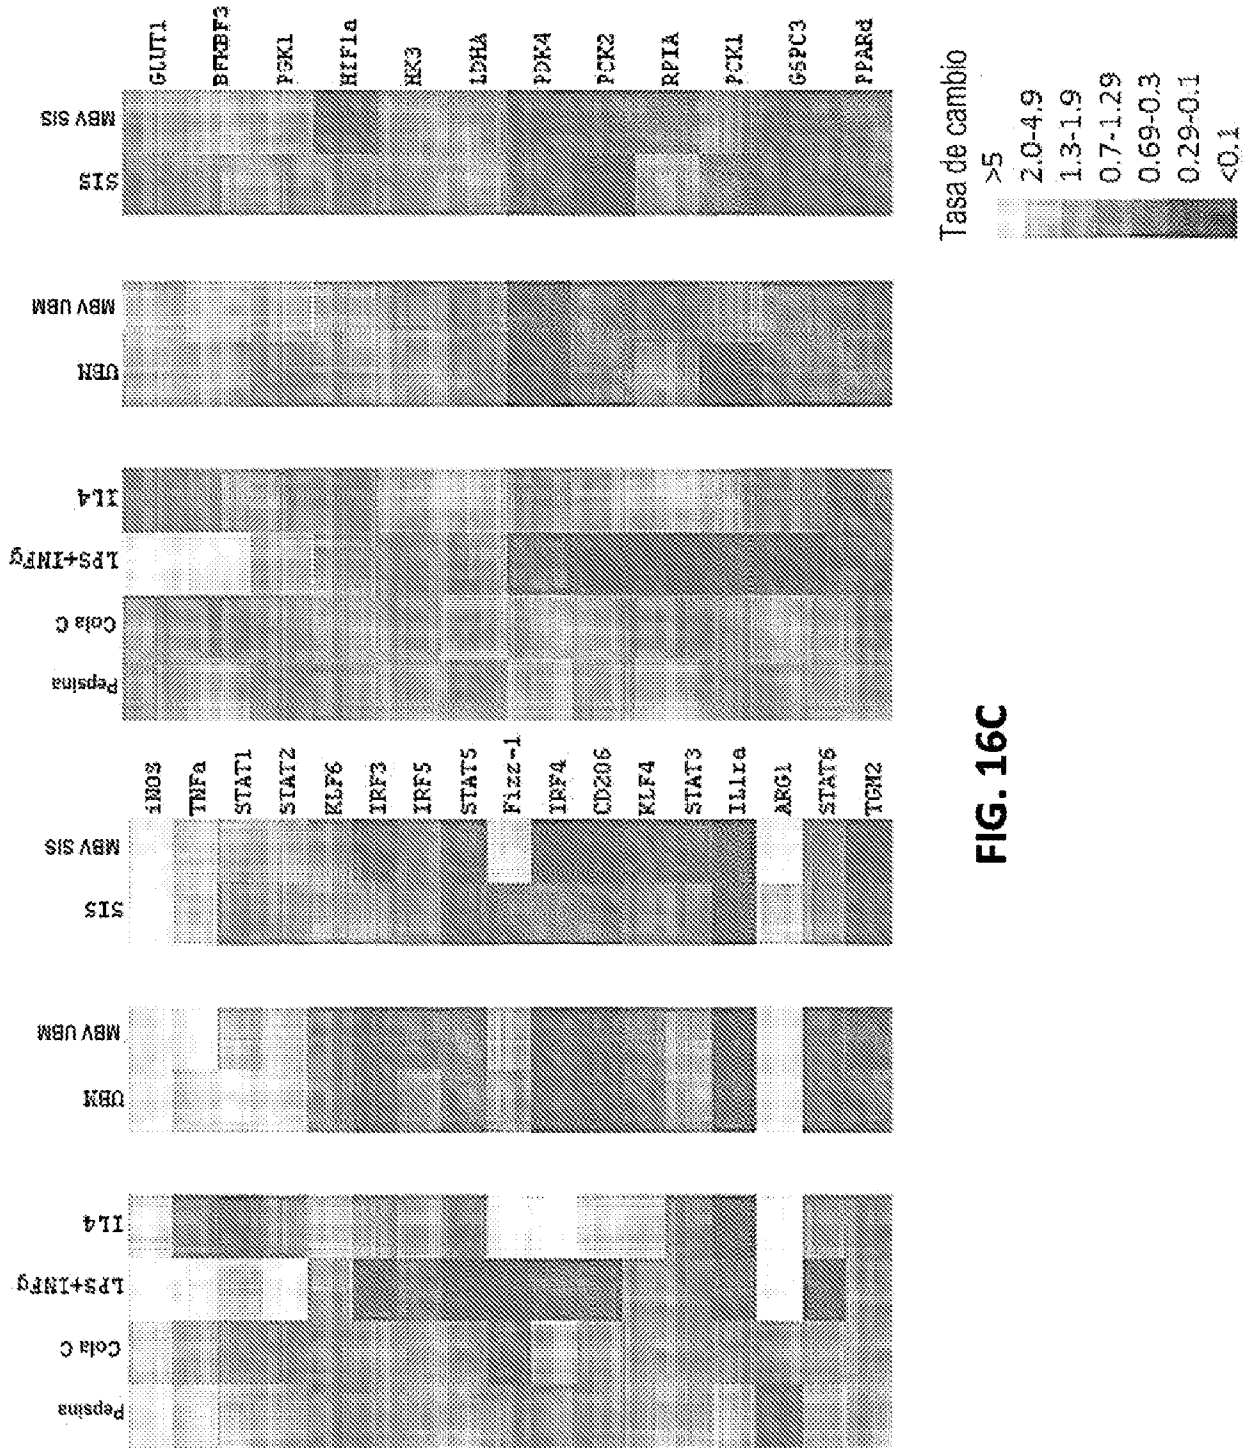 GLUT1
PFKBF3
PGK1
HIF1a
HK3
LDHA
PDK4
PCK2
RPIA
PCK1
G6PC3
PPARd
MBV SIS
SIS
MBV UBM
UBM
IL4
LPS+INFg
Cola C
Pepsina
Tasa de cambio
>5
2.0-4.9
1.3-1.9
0.7-1.29
0.69-0.3
0.29-0.1
<0.1
iNOS
TNFa
STAT1
STAT2
KLF6
IRF3
IRF5
STAT5
Fizz-1
IRF4
CD206
KLF4
STAT3
IL1ra
ARG1
STAT6
TGM2
MBV SIS
SIS
MBV UBM
UBM
IL4
LPS+INFg
Cola C
Pepsina
FIG. 16C